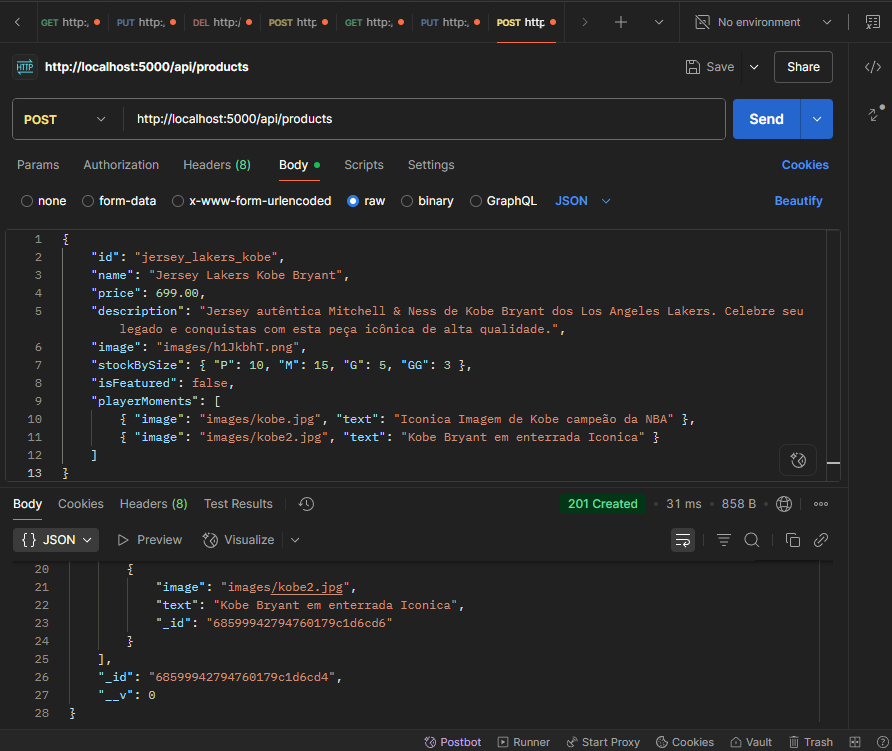 GET http:, PUT http:, DEL http:/ POST http GET http:, PUT http:, POST http No environment
HTTP http://localhost:5000/api/products Save Share
POST http://localhost:5000/api/products Send
Params Authorization Headers (8) Body Scripts Settings Cookies
none form-data x-www-form-urlencoded raw binary GraphQL JSON Beautify
1 {
2 "id": "jersey_lakers_kobe",
3 "name": "Jersey Lakers Kobe Bryant",
4 "price": 699.00,
5 "description": "Jersey autêntica Mitchell & Ness de Kobe Bryant dos Los Angeles Lakers. Celebre seu
legado e conquistas com esta peça icônica de alta qualidade.",
6 "image": "images/h1JkbhT.png",
7 "stockBySize": { "P": 10, "M": 15, "G": 5, "GG": 3 },
8 "isFeatured": false,
9 "playerMoments": [
10 { "image": "images/kobe.jpg", "text": "Iconica Imagem de Kobe campeão da NBA" },
11 { "image": "images/kobe2.jpg", "text": "Kobe Bryant em enterrada Iconica" }
12 ]
13 }
Body Cookies Headers (8) Test Results 201 Created 31 ms 858 B
{} JSON Preview Visualize
20 {
21 "image": "images/kobe2.jpg",
22 "text": "Kobe Bryant em enterrada Iconica",
23 "_id": "68599942794760179c1d6cd6"
24 }
25 ],
26 "_id": "68599942794760179c1d6cd4",
27 "__v": 0
28 }
Postbot Runner Start Proxy Cookies Vault Trash